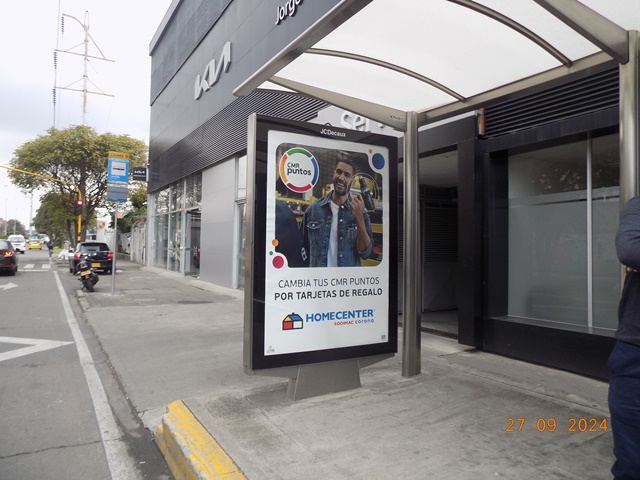 Jorge
KIA
JCDecaux
CMR
puntos
CAMBIA TUS CMR PUNTOS
POR TARJETAS DE REGALO
HOMECENTER
SODIMAC corona
27 09 2024